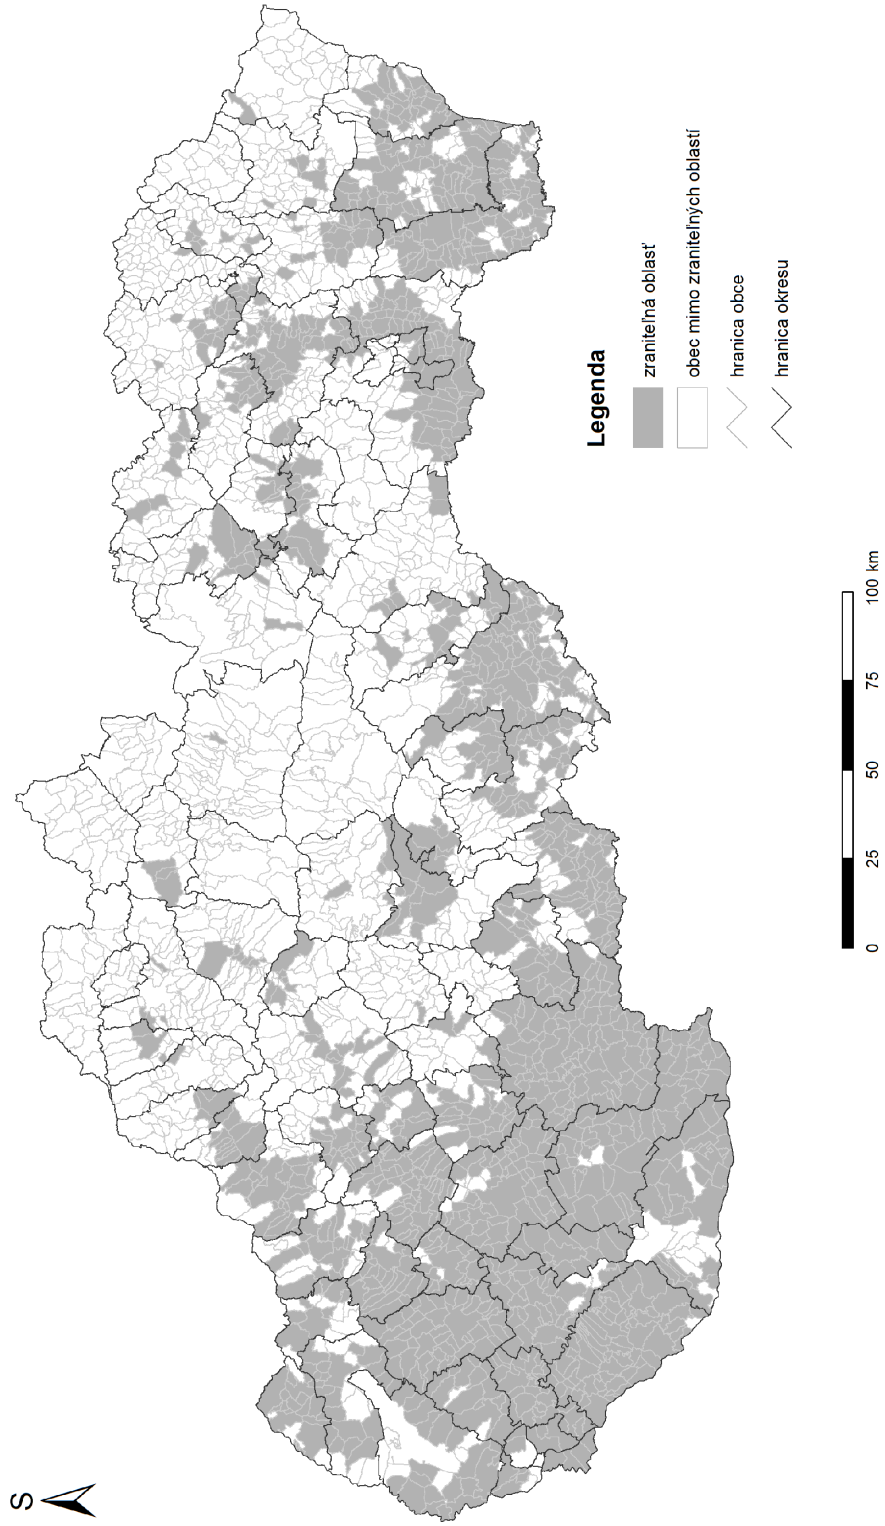 S
Legenda
zraniteľná oblasť
obec mimo zraniteľných oblastí
hranica obce
hranica okresu
0 25 50 75 100 km